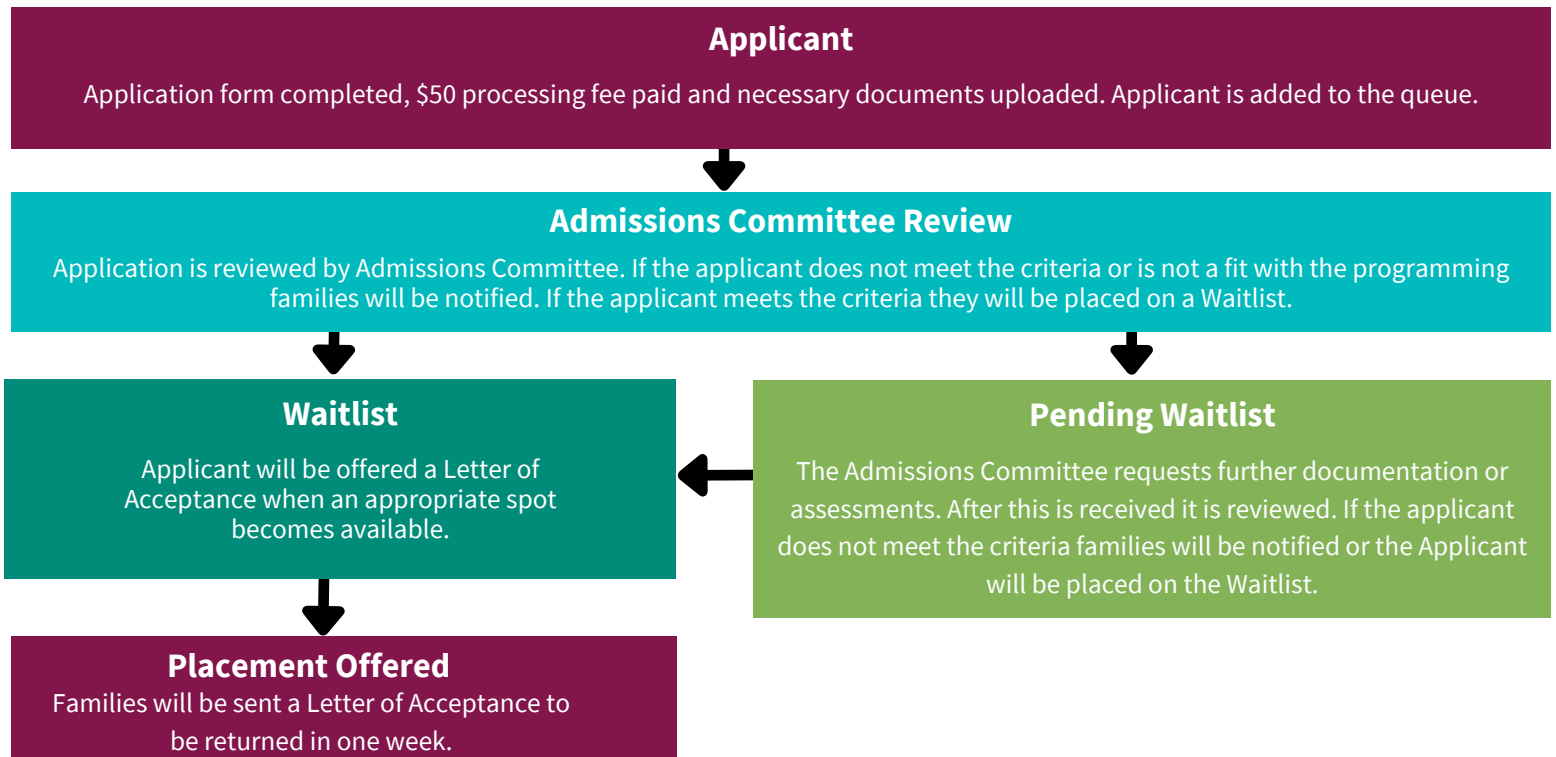 Applicant
Application form completed, $50 processing fee paid and necessary documents uploaded. Applicant is added to the queue.
Admissions Committee Review
Application is reviewed by Admissions Committee. If the applicant does not meet the criteria or is not a fit with the programming
families will be notified. If the applicant meets the criteria they will be placed on a Waitlist.
Waitlist
Applicant will be offered a Letter of
Acceptance when an appropriate spot
becomes available.
Pending Waitlist
The Admissions Committee requests further documentation or
assessments. After this is received it is reviewed. If the applicant
does not meet the criteria families will be notified or the Applicant
will be placed on the Waitlist.
Placement Offered
Families will be sent a Letter of Acceptance to
be returned in one week.